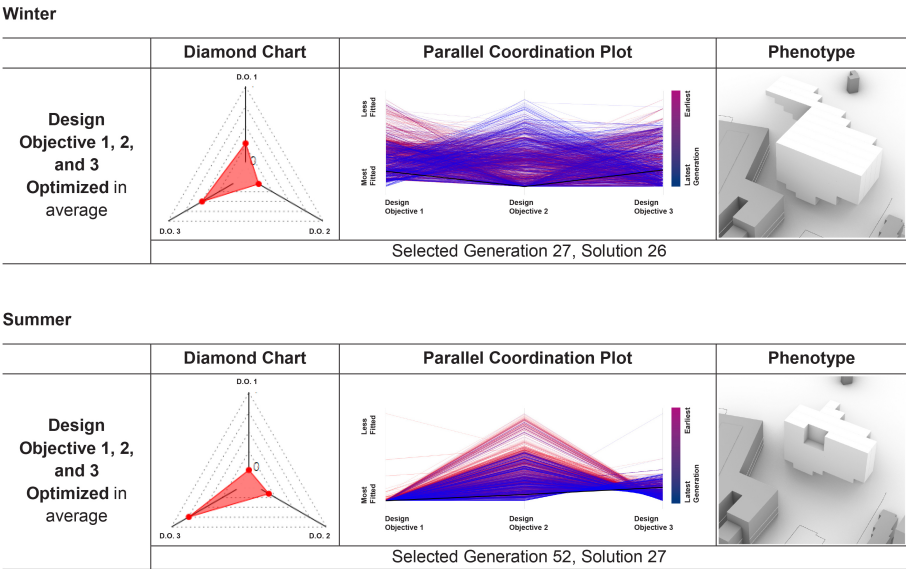 Winter
Diamond Chart
Parallel Coordination Plot
Phenotype
Design
Objective 1, 2,
and 3
Optimized in
average
D.O. 1
0
D.O. 3
D.O. 2
Less
Fitted
Most
Fitted
Design
Objective 1
Design
Objective 2
Design
Objective 3
Earliest
Latest
Generation
Selected Generation 27, Solution 26
Summer
Diamond Chart
Parallel Coordination Plot
Phenotype
Design
Objective 1, 2,
and 3
Optimized in
average
D.O. 1
0
D.O. 3
D.O. 2
Less
Fitted
Most
Fitted
Design
Objective 1
Design
Objective 2
Design
Objective 3
Earliest
Latest
Generation
Selected Generation 52, Solution 27